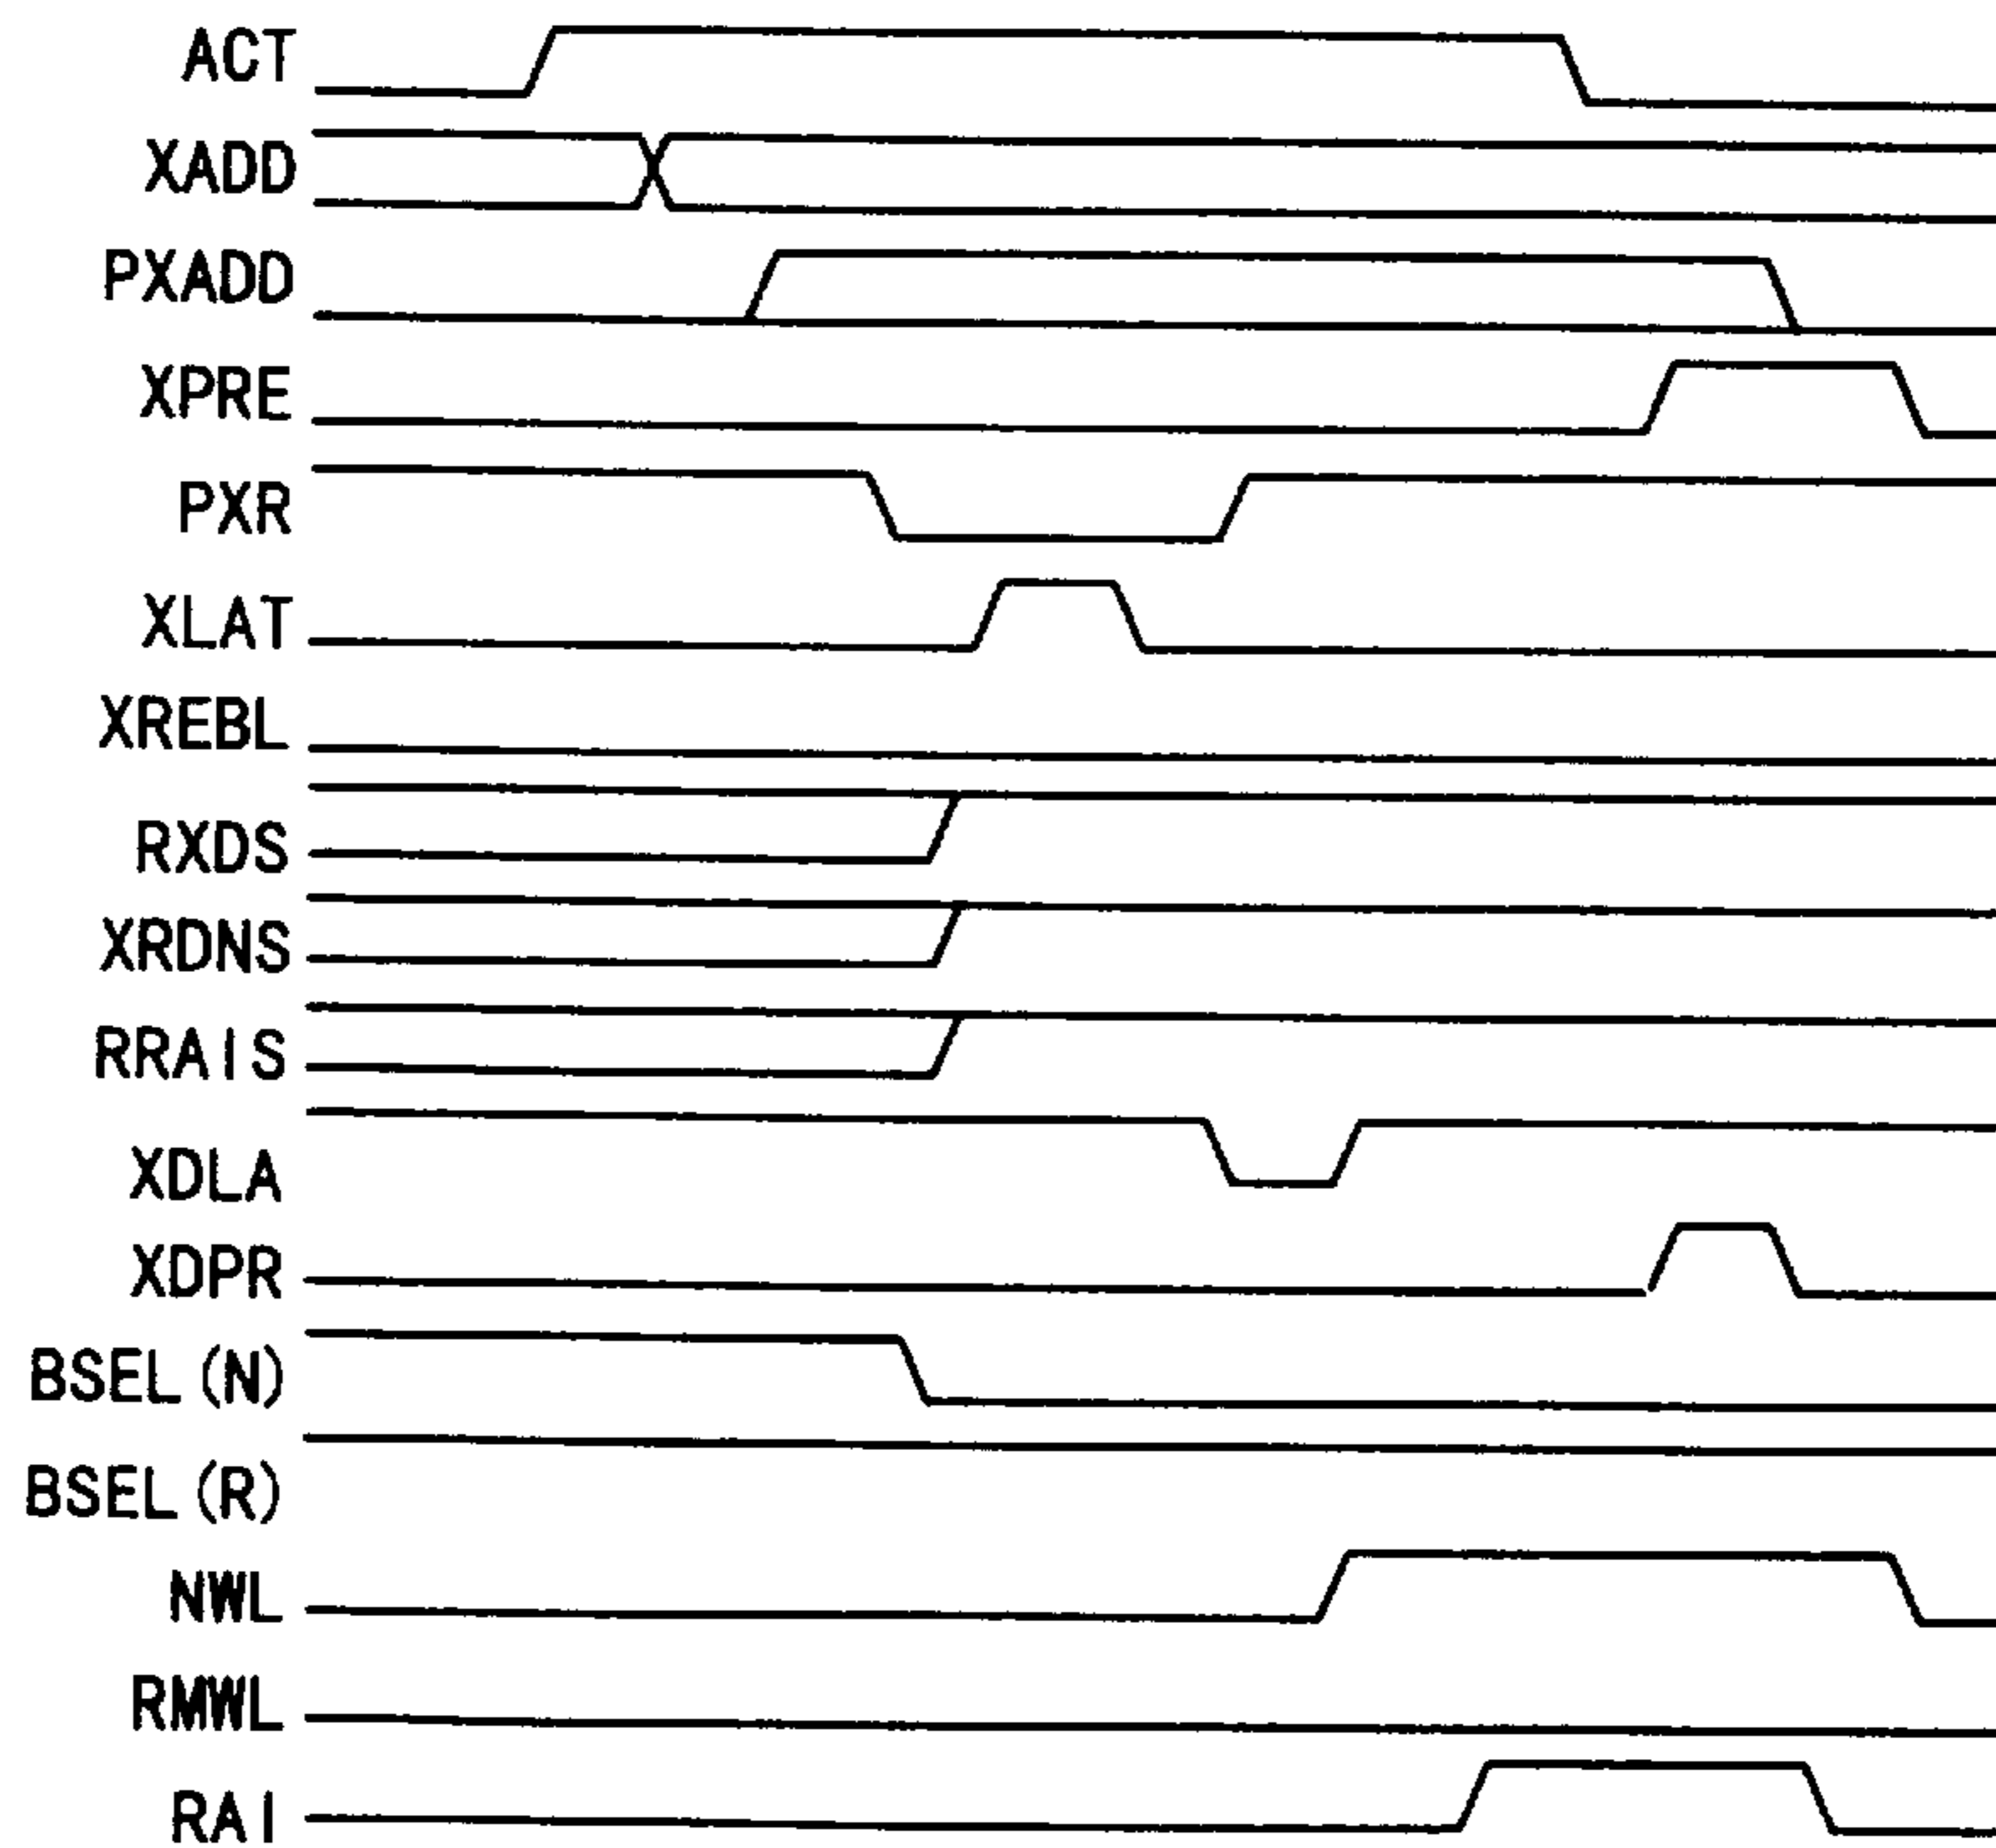 ACT
XADD
PXADD
XPRE
PXR
XLAT
XREBL
RXDS
XRDNS
RRAIS
XDLA
XDPR
BSEL (N)
BSEL (R)
NWL
RMWL
RAI